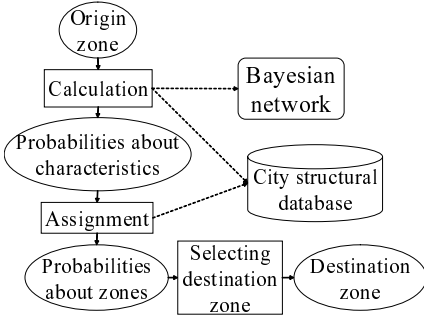 Origin
zone
Calculation
Bayesian
network
Probabilities about
characteristics
City structural
database
Assignment
Probabilities
about zones
Selecting
destination
zone
Destination
zone